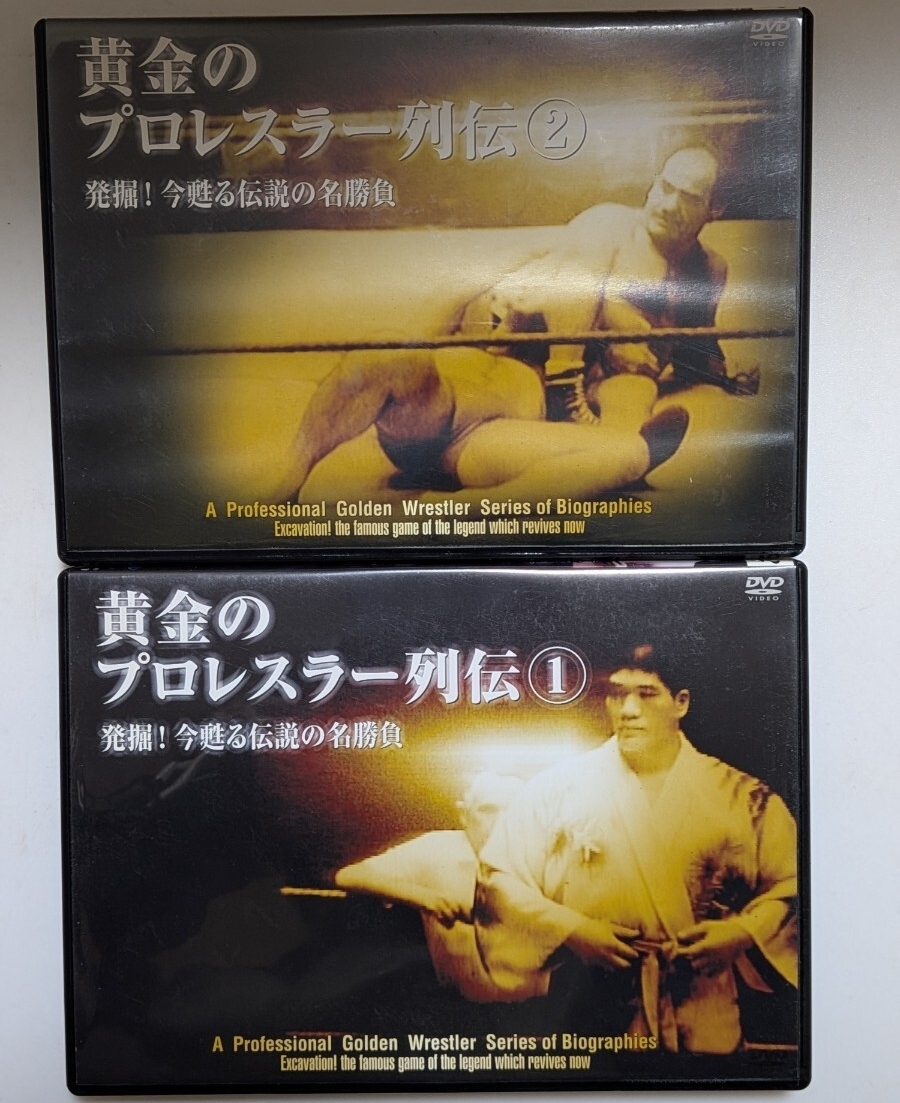 DVD
VIDEO
黄金の
プロレスラー列伝②
発掘！今甦る伝説の名勝負
A Professional Golden Wrestler Series of Biographies
Excavation! the famous game of the legend which revives now
DVD
VIDEO
黄金の
プロレスラー列伝①
発掘！今甦る伝説の名勝負
A Professional Golden Wrestler Series of Biographies
Excavation! the famous game of the legend which revives now